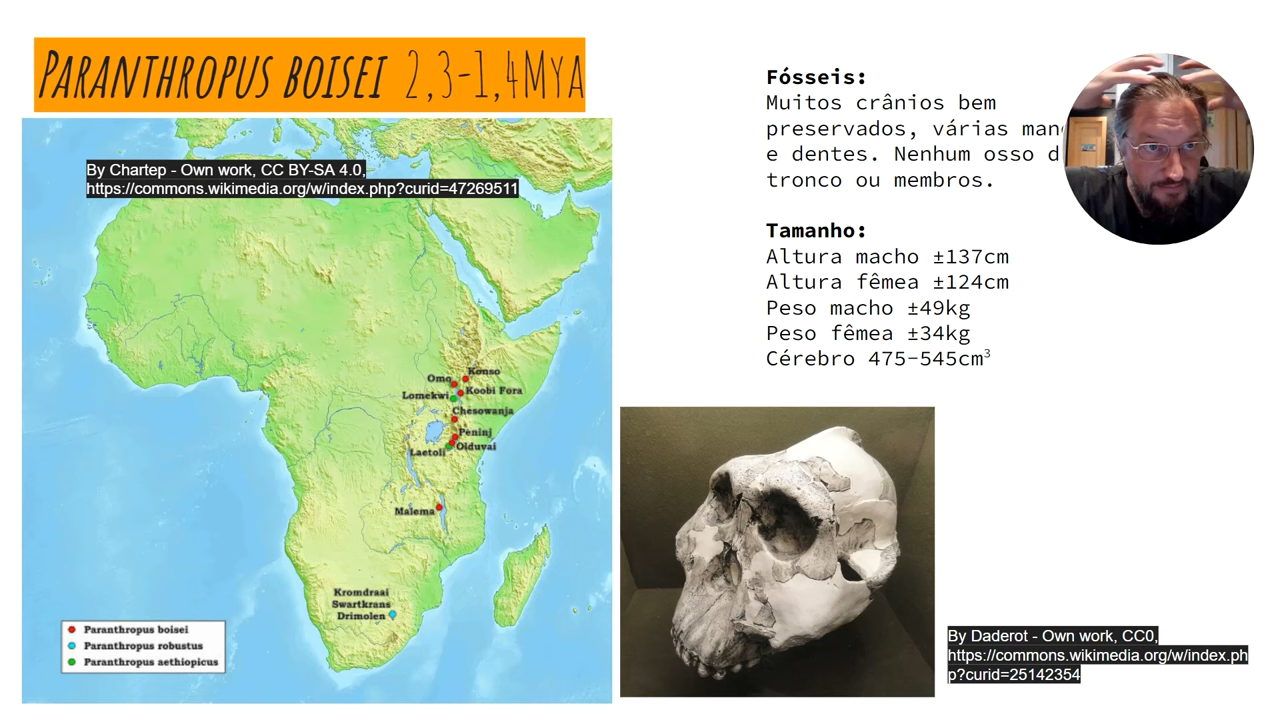 PARANTHROPUS BOISEI 2,3-1,4MYA
By Chartep - Own work, CC BY-SA 4.0,
https://commons.wikimedia.org/w/index.php?curid=47269511
Konso
Omo
Koobi Fora
Lomekwi
Chesowanja
Peninj
Olduvai
Laetoli
Malema
Kromdraai
Swartkrans
Drimolen
Paranthropus boisei
Paranthropus robustus
Paranthropus aethiopicus
Fósseis:
Muitos crânios bem
preservados, várias
e dentes. Nenhum osso
tronco ou membros.
Tamanho:
Altura macho ±137cm
Altura fêmea ±124cm
Peso macho ±49kg
Peso fêmea ±34kg
Cérebro 475-545cm³
By Daderot - Own work, CC0,
https://commons.wikimedia.org/w/index.ph
p?curid=25142354